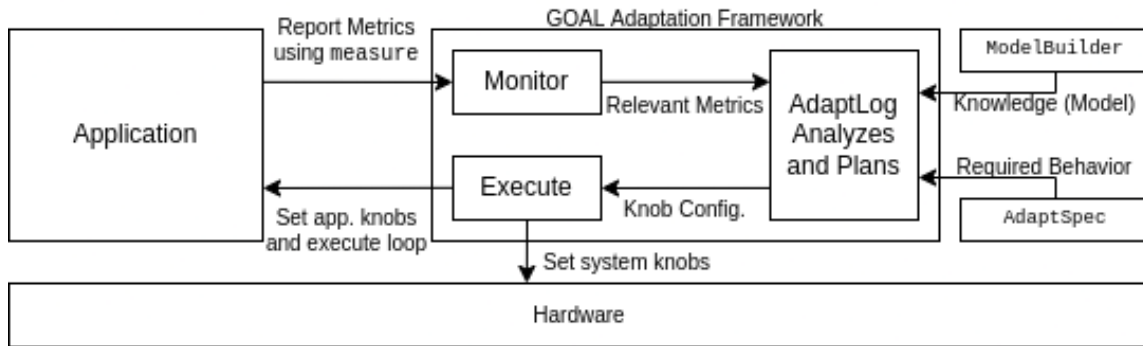 GOAL Adaptation Framework
Report Metrics
using measure
Application
Monitor
Relevant Metrics
AdaptLog
Analyzes
and Plans
ModelBuilder
Knowledge (Model)
Required Behavior
AdaptSpec
Execute
Knob Config.
Set app. knobs
and execute loop
Set system knobs
Hardware